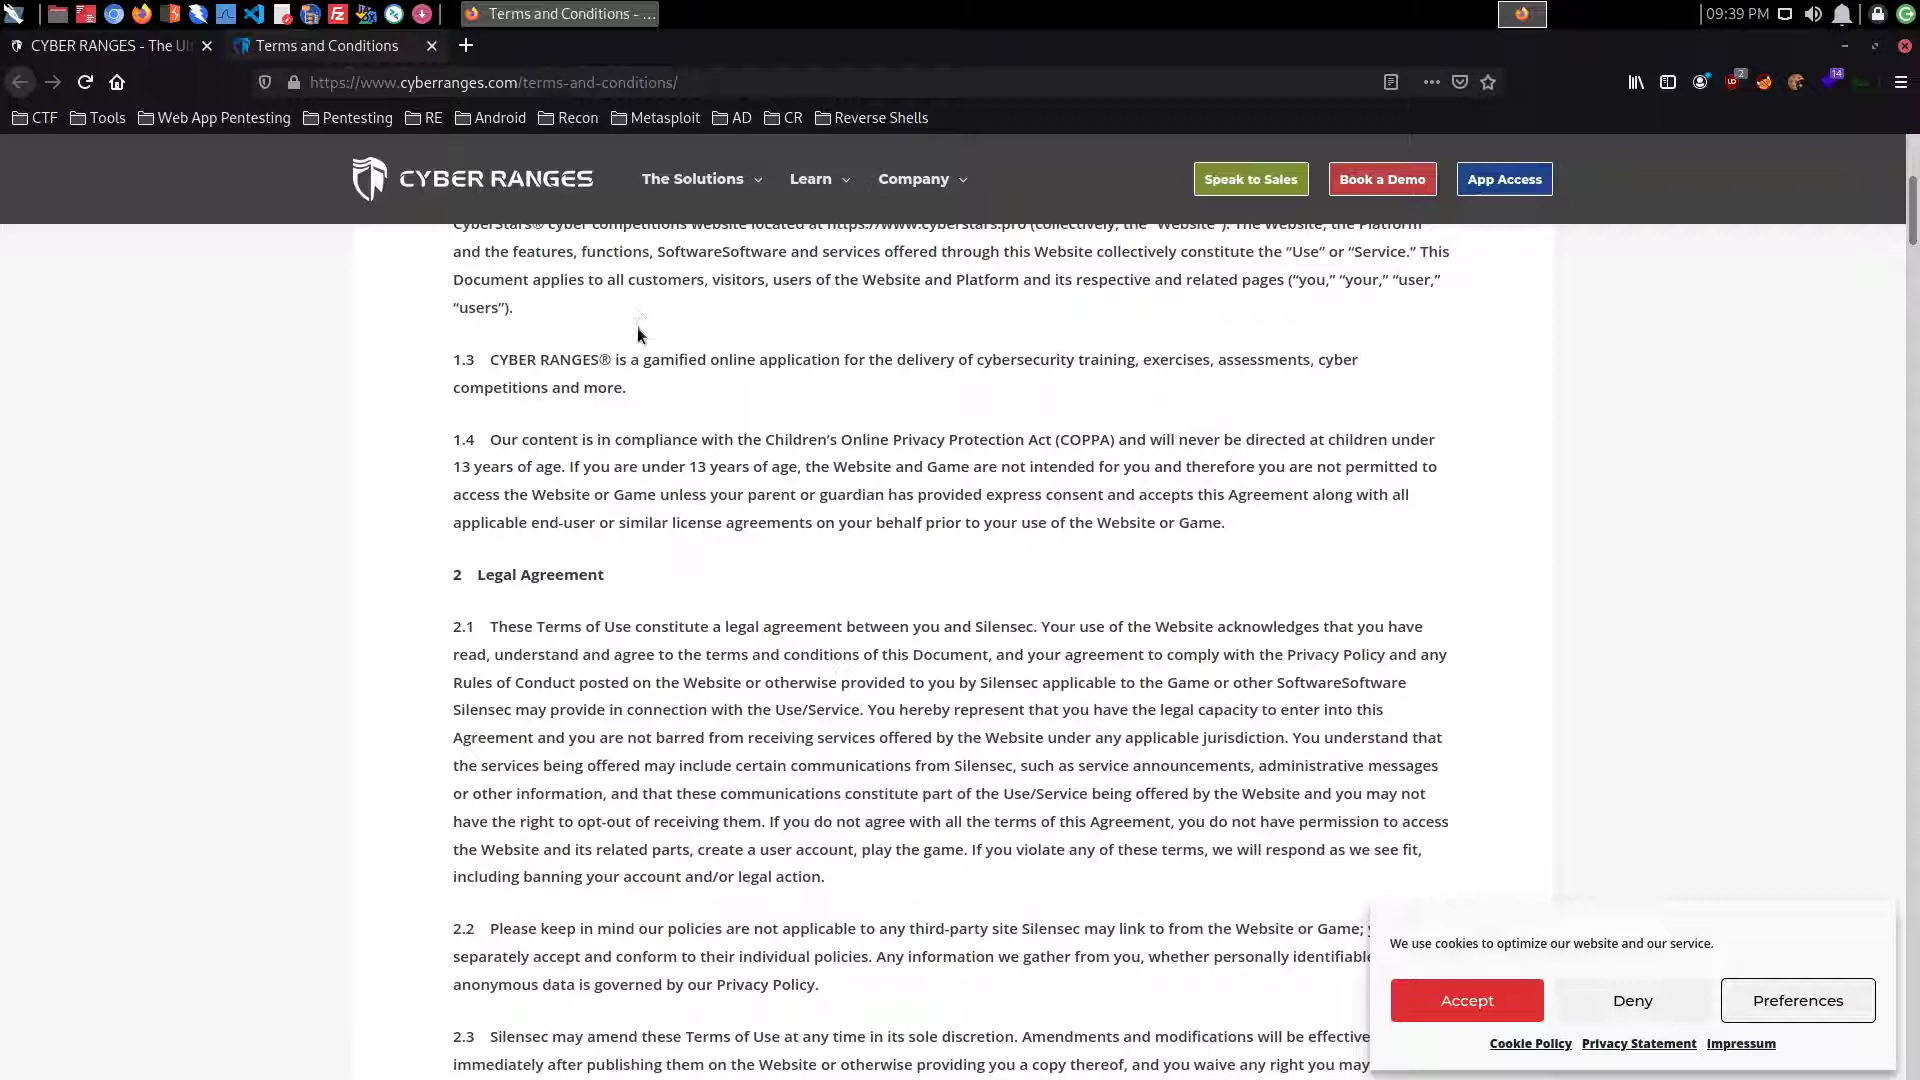 Terms and Conditions - ...
09:39 PM
CYBER RANGES - The Ul
Terms and Conditions
https://www.cyberranges.com/terms-and-conditions/
2
14
CTF
Tools
Web App Pentesting
Pentesting
RE
Android
Recon
Metasploit
AD
CR
Reverse Shells
CYBER RANGES
The Solutions
Learn
Company
Speak to Sales
Book a Demo
App Access
CyberStars® cyber competitions website located at https://www.cyberstars.pro (collectively, the “Website”). The Website, the Platform
and the features, functions, SoftwareSoftware and services offered through this Website collectively constitute the “Use” or “Service.” This
Document applies to all customers, visitors, users of the Website and Platform and its respective and related pages (“you,” “your,” “user,”
“users”).
1.3 CYBER RANGES® is a gamified online application for the delivery of cybersecurity training, exercises, assessments, cyber
competitions and more.
1.4 Our content is in compliance with the Children’s Online Privacy Protection Act (COPPA) and will never be directed at children under
13 years of age. If you are under 13 years of age, the Website and Game are not intended for you and therefore you are not permitted to
access the Website or Game unless your parent or guardian has provided express consent and accepts this Agreement along with all
applicable end-user or similar license agreements on your behalf prior to your use of the Website or Game.
2 Legal Agreement
2.1 These Terms of Use constitute a legal agreement between you and Silensec. Your use of the Website acknowledges that you have
read, understand and agree to the terms and conditions of this Document, and your agreement to comply with the Privacy Policy and any
Rules of Conduct posted on the Website or otherwise provided to you by Silensec applicable to the Game or other SoftwareSoftware
Silensec may provide in connection with the Use/Service. You hereby represent that you have the legal capacity to enter into this
Agreement and you are not barred from receiving services offered by the Website under any applicable jurisdiction. You understand that
the services being offered may include certain communications from Silensec, such as service announcements, administrative messages
or other information, and that these communications constitute part of the Use/Service being offered by the Website and you may not
have the right to opt-out of receiving them. If you do not agree with all the terms of this Agreement, you do not have permission to access
the Website and its related parts, create a user account, play the game. If you violate any of these terms, we will respond as we see fit,
including banning your account and/or legal action.
2.2 Please keep in mind our policies are not applicable to any third-party site Silensec may link to from the Website or Game;
separately accept and conform to their individual policies. Any information we gather from you, whether personally identifiable
anonymous data is governed by our Privacy Policy.
2.3 Silensec may amend these Terms of Use at any time in its sole discretion. Amendments and modifications will be effective
immediately after publishing them on the Website or otherwise providing you a copy thereof, and you waive any right you may
We use cookies to optimize our website and our service.
Accept
Deny
Preferences
Cookie Policy
Privacy Statement
Impressum